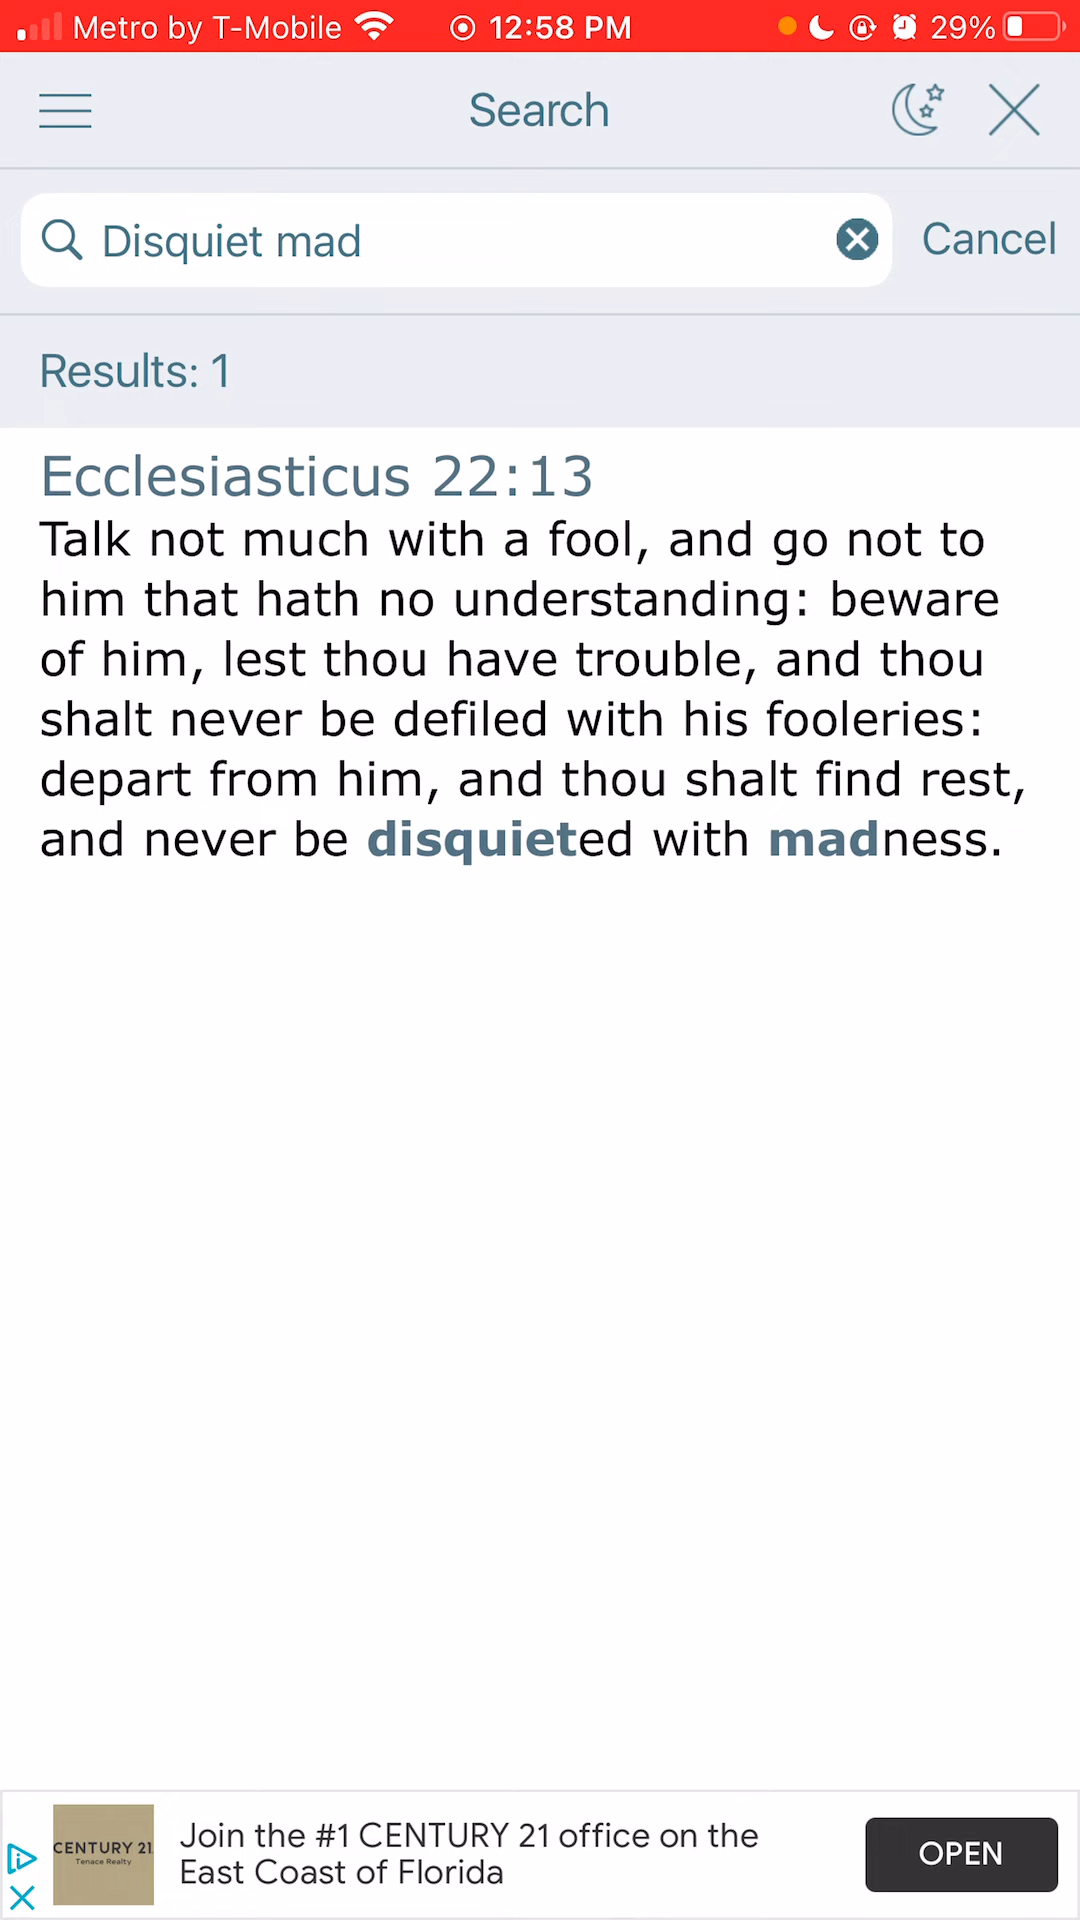 Metro by T-Mobile 12:58 PM 29%
Search
Disquiet mad Cancel
Results: 1
Ecclesiasticus 22:13
Talk not much with a fool, and go not to
him that hath no understanding: beware
of him, lest thou have trouble, and thou
shalt never be defiled with his fooleries:
depart from him, and thou shalt find rest,
and never be disquieted with madness.
CENTURY 21
Tenace Realty
Join the #1 CENTURY 21 office on the
East Coast of Florida
OPEN